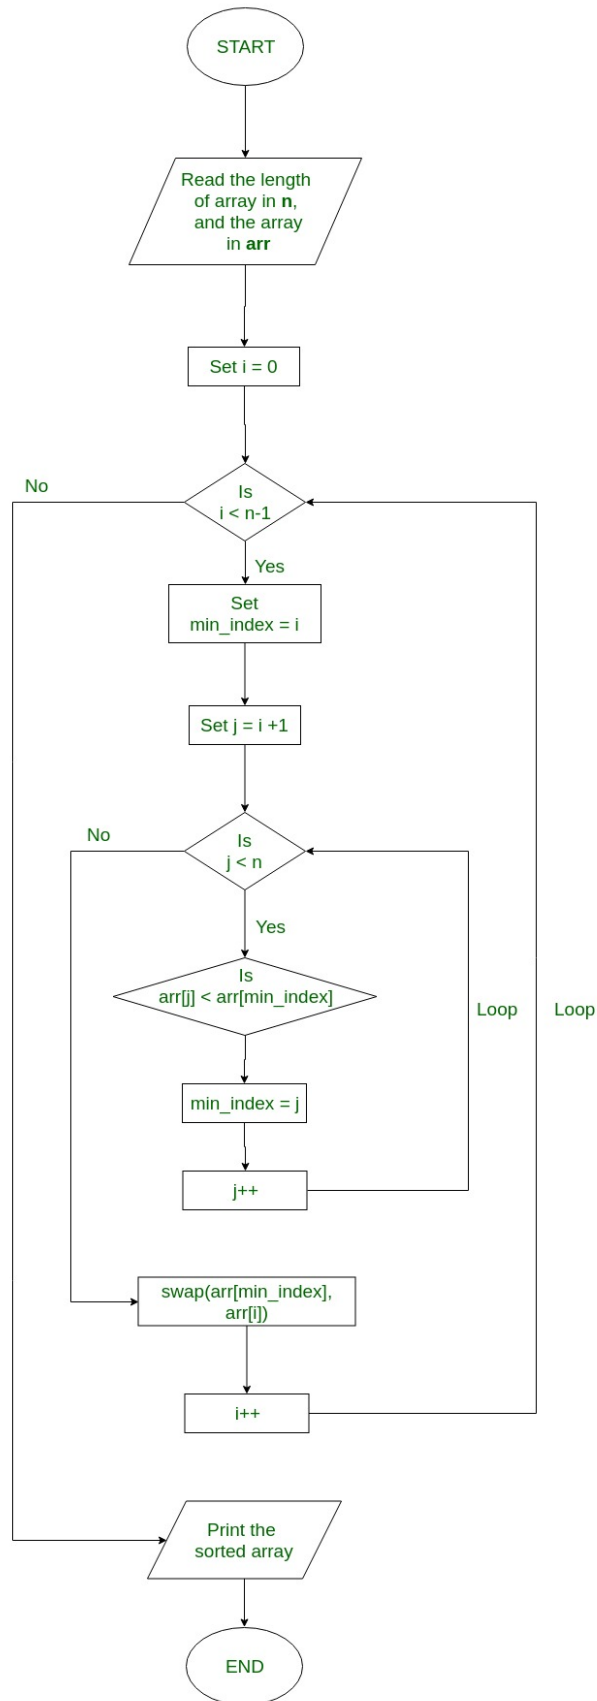 START
Read the length
of array in n,
and the array
in arr
Set i = 0
No
Is
i < n-1
Yes
Set
min_index = i
Set j = i +1
No
Is
j < n
Yes
Is
arr[j] < arr[min_index]
Loop
Loop
min_index = j
j++
swap(arr[min_index],
arr[i])
i++
Print the
sorted array
END